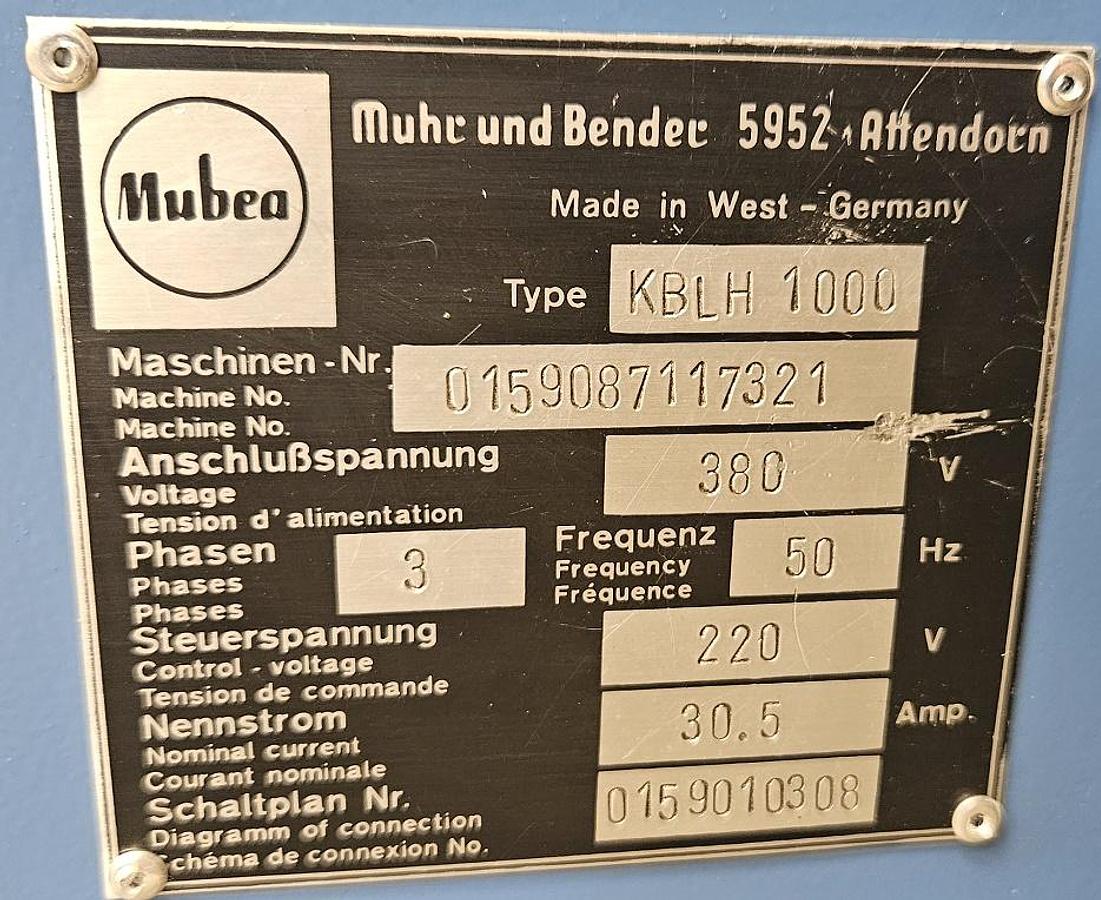 Mubea
Muhr und Bender 5952 Attendorn
Made in West - Germany
Type KBLH 1000
Maschinen - Nr. 0159087117321
Machine No.
Machine No.
Anschlußspannung 380 V
Voltage
Tension d'alimentation
Phasen 3 Frequenz 50 Hz
Phases Frequency
Phases Fréquence
Steuerspannung 220 V
Control - voltage
Tension de commande
Nennstrom 30.5 Amp.
Nominal current
Courant nominale
Schaltplan Nr. 0159010308
Diagramm of connection
Schéma de connexion No.